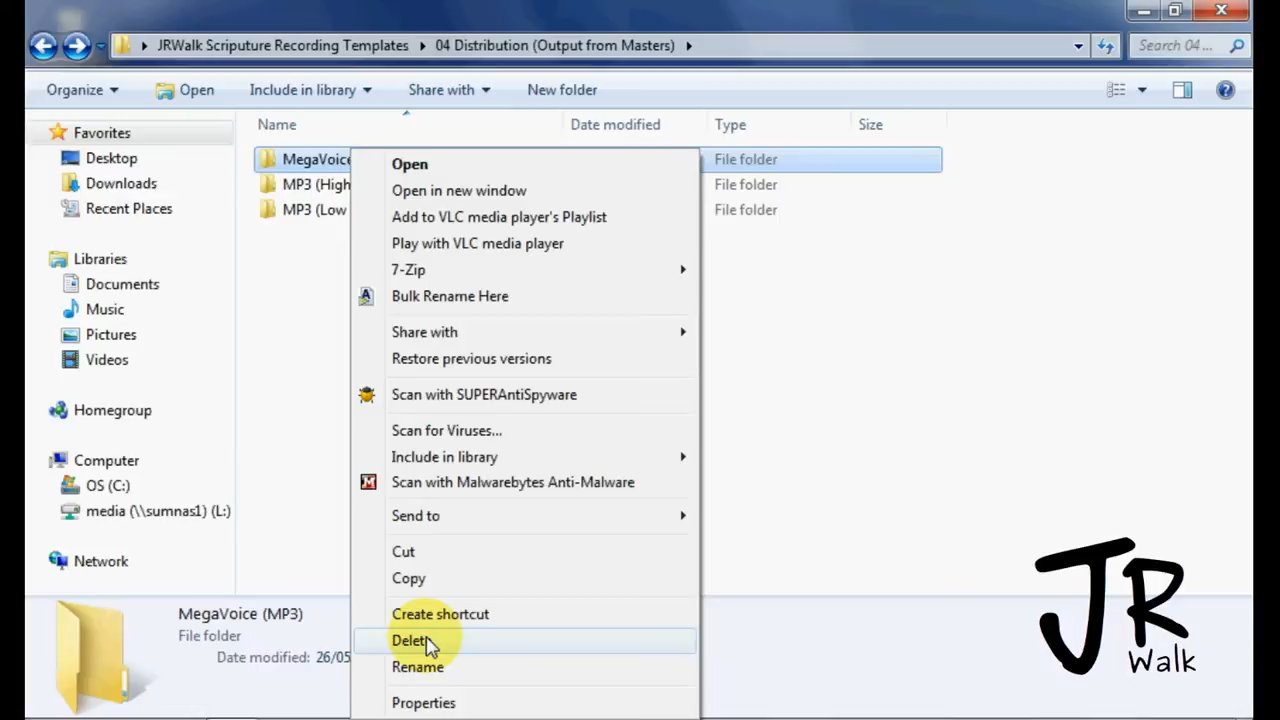 JRWalk Scriputure Recording Templates
04 Distribution (Output from Masters)
Search 04 ...
Organize
Open
Include in library
Share with
New folder
Name
Date modified
Type
Size
Favorites
Desktop
Downloads
Recent Places
Libraries
Documents
Music
Pictures
Videos
Homegroup
Computer
OS (C:)
media (\\sumnas1) (L:)
Network
MegaVoice
File folder
MP3 (High
File folder
MP3 (Low
File folder
Open
Open in new window
Add to VLC media player's Playlist
Play with VLC media player
7-Zip
Bulk Rename Here
Share with
Restore previous versions
Scan with SUPERAntiSpyware
Scan for Viruses...
Include in library
Scan with Malwarebytes Anti-Malware
Send to
Cut
Copy
Create shortcut
Delete
Rename
Properties
MegaVoice (MP3)
File folder
Date modified: 26/05
JR
Walk